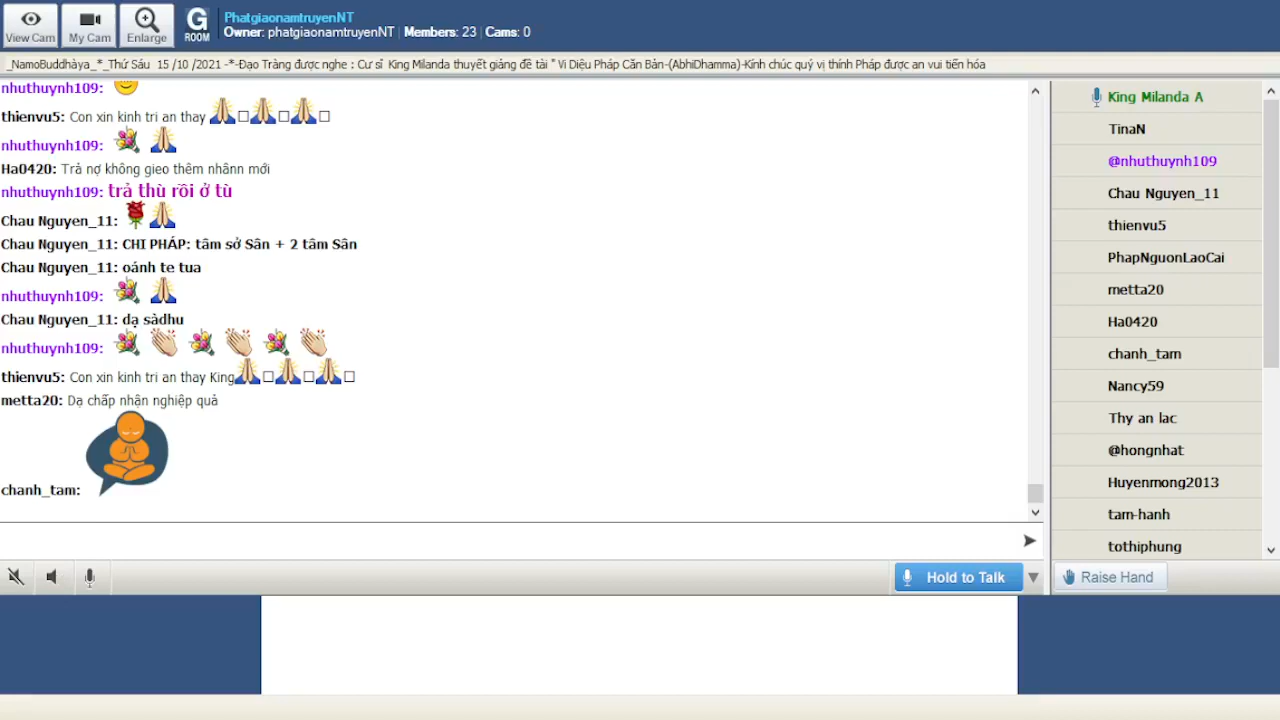 View Cam
My Cam
Enlarge
G
ROOM
PhatgiaonamtruyenNT
Owner: phatgiaonamtruyenNT | Members: 23 | Cams: 0
_NamoBuddhàya_*_Thứ Sáu 15 /10 /2021 -*-Đạo Tràng được nghe : Cư sĩ King Milanda thuyết giảng đề tài " Vi Diệu Pháp Căn Bản-(AbhiDhamma)-Kính chúc quý vị thính Pháp được an vui tiến hóa
nhuthuynh109:
thienvu5: Con xin kinh tri an thay
nhuthuynh109:
Ha0420: Trả nợ không gieo thêm nhânn mới
nhuthuynh109: trả thù rồi ở tù
Chau Nguyen_11:
Chau Nguyen_11: CHI PHÁP: tâm sở Sân + 2 tâm Sân
Chau Nguyen_11: oánh te tua
nhuthuynh109:
Chau Nguyen_11: dạ sàdhu
nhuthuynh109:
thienvu5: Con xin kinh tri an thay King
metta20: Dạ chấp nhận nghiệp quả
chanh_tam:
Hold to Talk
King Milanda A
TinaN
@nhuthuynh109
Chau Nguyen_11
thienvu5
PhapNguonLaoCai
metta20
Ha0420
chanh_tam
Nancy59
Thy an lac
@hongnhat
Huyenmong2013
tam-hanh
tothiphung
Raise Hand